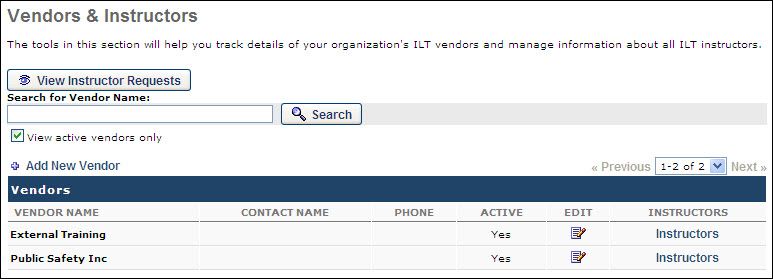 Vendors & Instructors
The tools in this section will help you track details of your organization's ILT vendors and manage information about all ILT instructors.
View Instructor Requests
Search for Vendor Name:
Search
View active vendors only
Add New Vendor
« Previous 1-2 of 2 Next »
Vendors
VENDOR NAME CONTACT NAME PHONE ACTIVE EDIT INSTRUCTORS
External Training Yes Instructors
Public Safety Inc Yes Instructors